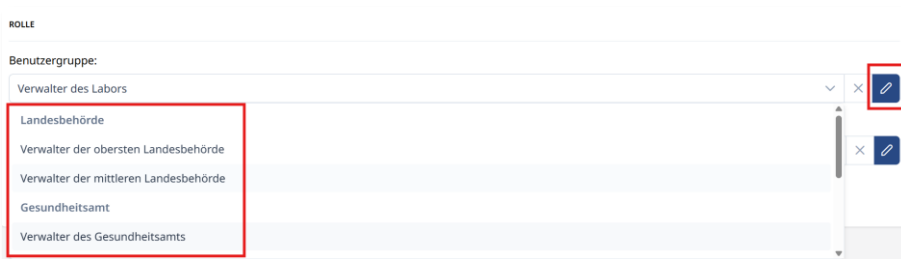 ROLLE
Benutzergruppe:
Verwalter des Labors
Landesbehörde
Verwalter der obersten Landesbehörde
Verwalter der mittleren Landesbehörde
Gesundheitsamt
Verwalter des Gesundheitsamts